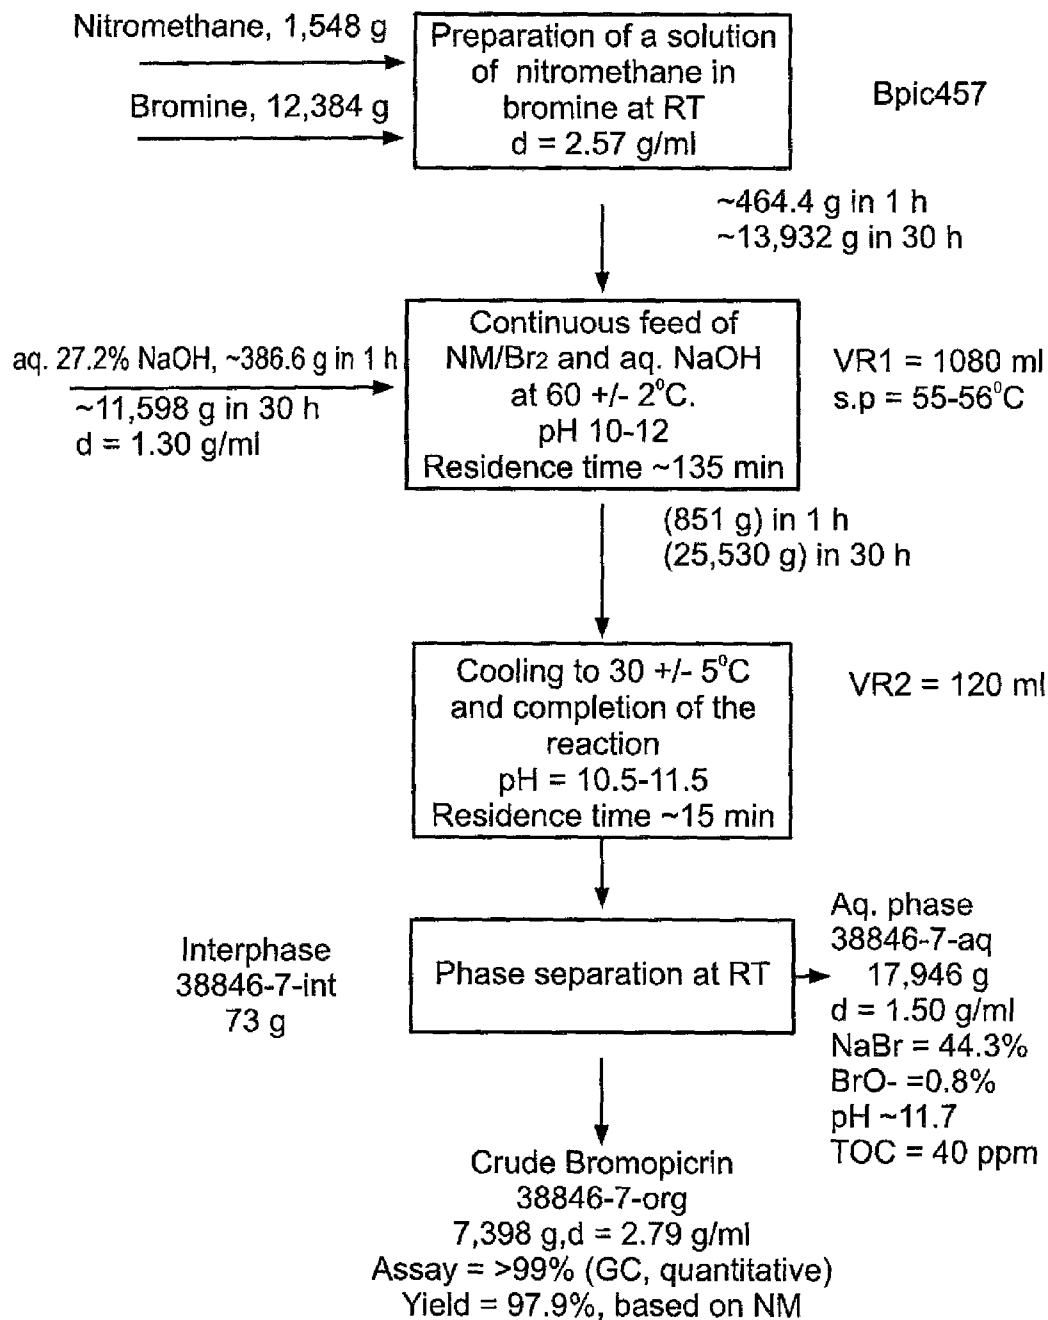 Nitromethane, 1,548 g
Bromine, 12,384 g
Preparation of a solution
of nitromethane in
bromine at RT
d = 2.57 g/ml
Bpic457
~464.4 g in 1 h
~13,932 g in 30 h
aq. 27.2% NaOH, ~386.6 g in 1 h
~11,598 g in 30 h
d = 1.30 g/ml
Continuous feed of
NM/Br2 and aq. NaOH
at 60 +/- 2⁰C.
pH 10-12
Residence time ~135 min
VR1 = 1080 ml
s.p = 55-56⁰C
(851 g) in 1 h
(25,530 g) in 30 h
Cooling to 30 +/- 5⁰C
and completion of the
reaction
pH = 10.5-11.5
Residence time ~15 min
VR2 = 120 ml
Interphase
38846-7-int
73 g
Phase separation at RT
Aq. phase
38846-7-aq
17,946 g
d = 1.50 g/ml
NaBr = 44.3%
BrO- =0.8%
pH ~11.7
TOC = 40 ppm
Crude Bromopicrin
38846-7-org
7,398 g,d = 2.79 g/ml
Assay = >99% (GC, quantitative)
Yield = 97.9%, based on NM